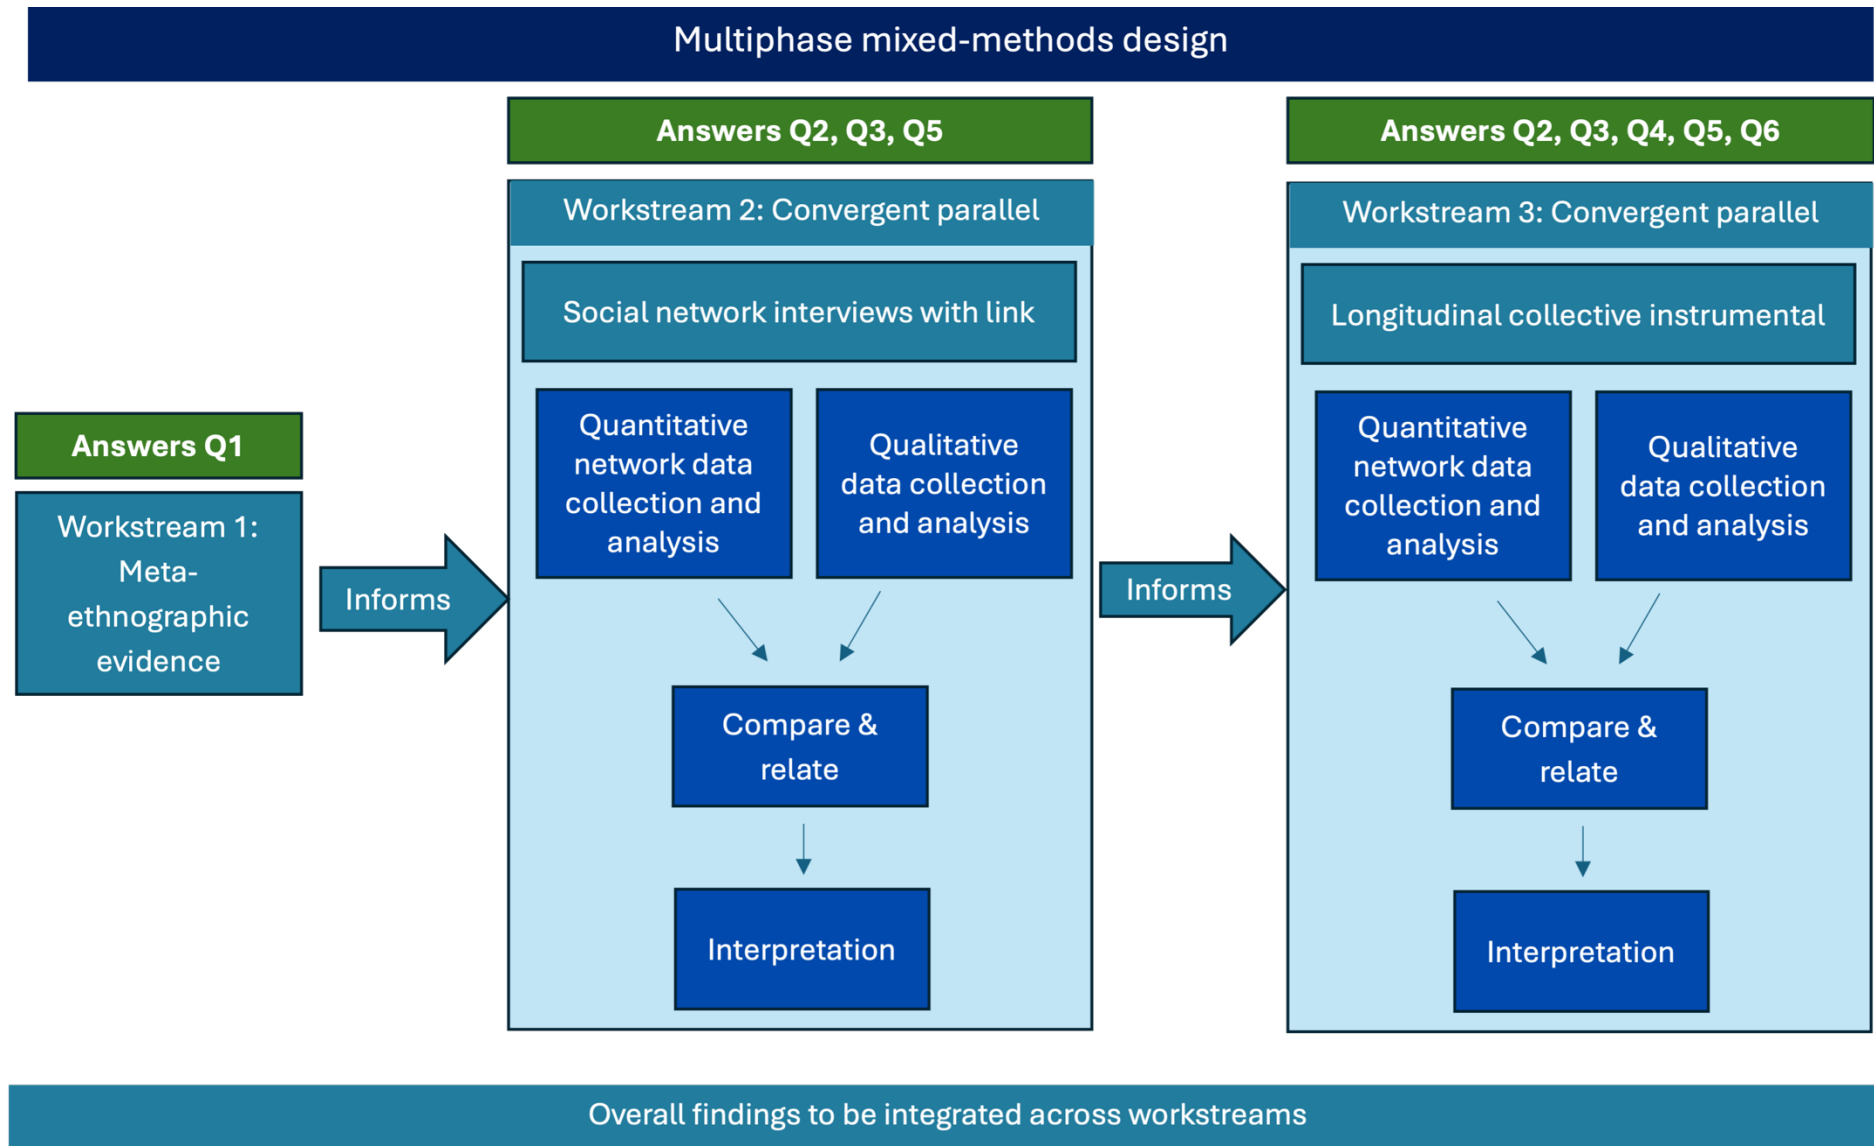 Multiphase mixed-methods design
Answers Q1
Workstream 1:
Meta-
ethnographic
evidence
Informs
Answers Q2, Q3, Q5
Workstream 2: Convergent parallel
Social network interviews with link
Quantitative
network data
collection and
analysis
Qualitative
data collection
and analysis
Compare &
relate
Interpretation
Informs
Answers Q2, Q3, Q4, Q5, Q6
Workstream 3: Convergent parallel
Longitudinal collective instrumental
Quantitative
network data
collection and
analysis
Qualitative
data collection
and analysis
Compare &
relate
Interpretation
Overall findings to be integrated across workstreams